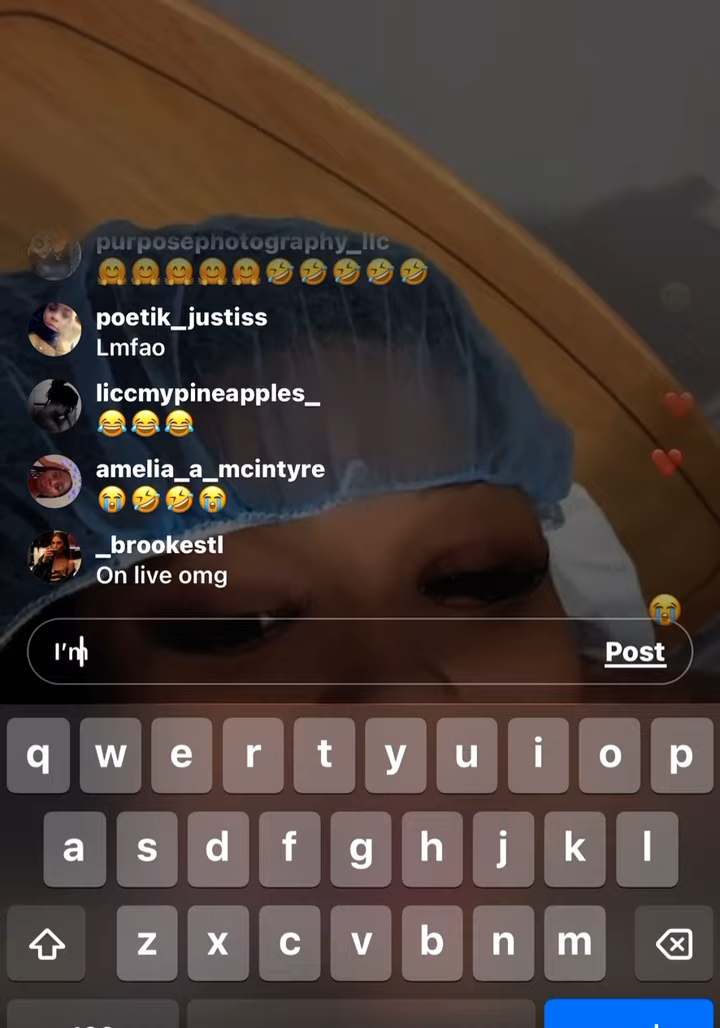 purposephotography_llc
🤗🤗🤗🤗🤗🤣🤣🤣🤣🤣
poetik_justiss
Lmfao
liccmypineapples_
😂😂😂
amelia_a_mcintyre
😭🤣🤣😭
_brookestl
On live omg
I'm
Post
q w e r t y u i o p
a s d f g h j k l
z x c v b n m